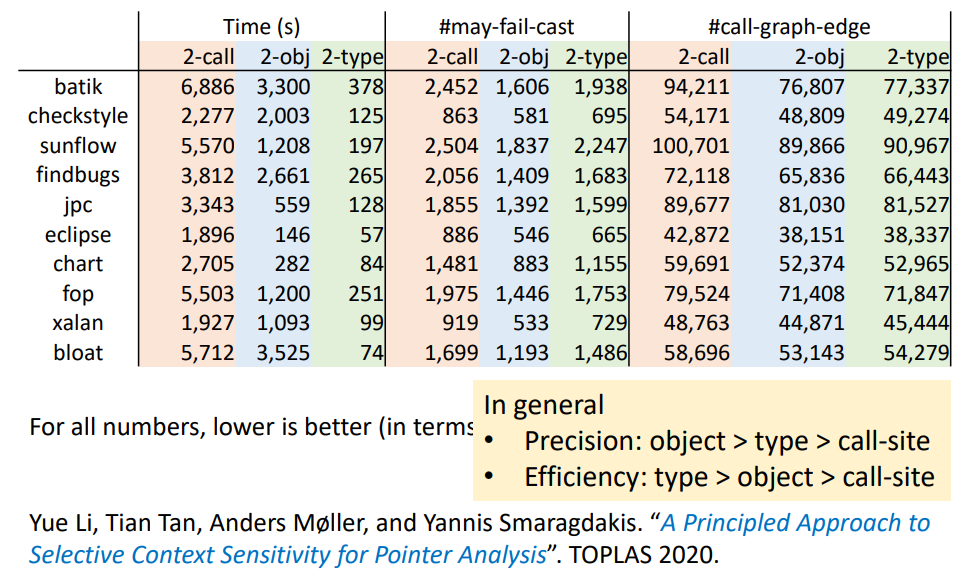 Time (s) #may-fail-cast #call-graph-edge
2-call 2-obj 2-type 2-call 2-obj 2-type 2-call 2-obj 2-type
batik 6,886 3,300 378 2,452 1,606 1,938 94,211 76,807 77,337
checkstyle 2,277 2,003 125 863 581 695 54,171 48,809 49,274
sunflow 5,570 1,208 197 2,504 1,837 2,247 100,701 89,866 90,967
findbugs 3,812 2,661 265 2,056 1,409 1,683 72,118 65,836 66,443
jpc 3,343 559 128 1,855 1,392 1,599 89,677 81,030 81,527
eclipse 1,896 146 57 886 546 665 42,872 38,151 38,337
chart 2,705 282 84 1,481 883 1,155 59,691 52,374 52,965
fop 5,503 1,200 251 1,975 1,446 1,753 79,524 71,408 71,847
xalan 1,927 1,093 99 919 533 729 48,763 44,871 45,444
bloat 5,712 3,525 74 1,699 1,193 1,486 58,696 53,143 54,279
For all numbers, lower is better (in terms
In general
• Precision: object > type > call-site
• Efficiency: type > object > call-site
Yue Li, Tian Tan, Anders Møller, and Yannis Smaragdakis. “A Principled Approach to
Selective Context Sensitivity for Pointer Analysis”. TOPLAS 2020.